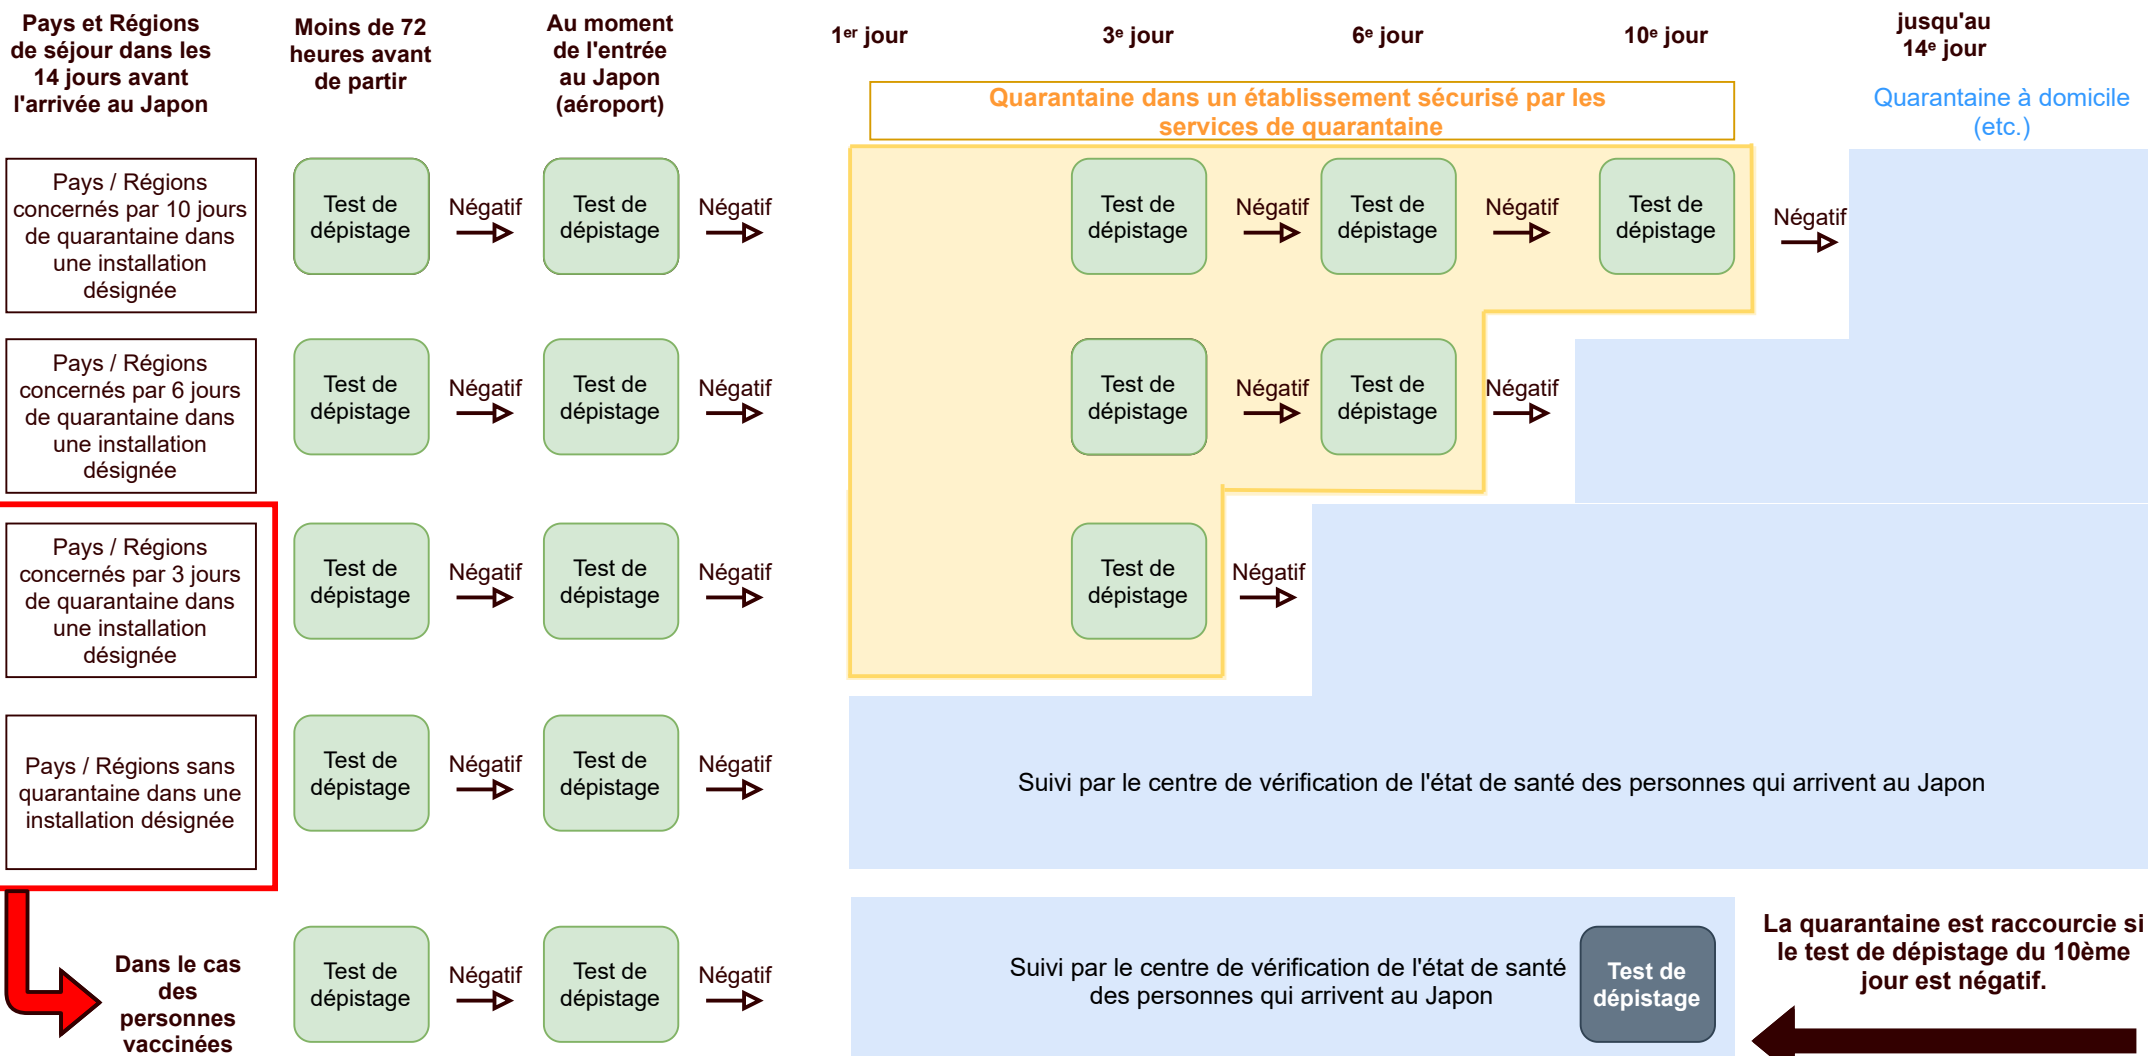 Pays et Régions
de séjour dans les
14 jours avant
l'arrivée au Japon
Moins de 72
heures avant
de partir
Au moment
de l'entrée
au Japon
(aéroport)
1er jour
3e jour
6e jour
10e jour
jusqu'au
14e jour
Quarantaine dans un établissement sécurisé par les
services de quarantaine
Quarantaine à domicile
(etc.)
Pays / Régions
concernés par 10 jours
de quarantaine dans
une installation
désignée
Test de
dépistage
Négatif
Test de
dépistage
Négatif
Test de
dépistage
Négatif
Test de
dépistage
Négatif
Test de
dépistage
Négatif
Pays / Régions
concernés par 6 jours
de quarantaine dans
une installation
désignée
Test de
dépistage
Négatif
Test de
dépistage
Négatif
Test de
dépistage
Négatif
Test de
dépistage
Négatif
Pays / Régions
concernés par 3 jours
de quarantaine dans
une installation
désignée
Test de
dépistage
Négatif
Test de
dépistage
Négatif
Test de
dépistage
Négatif
Pays / Régions sans
quarantaine dans une
installation désignée
Test de
dépistage
Négatif
Test de
dépistage
Négatif
Suivi par le centre de vérification de l'état de santé des personnes qui arrivent au Japon
Dans le cas
des
personnes
vaccinées
Test de
dépistage
Négatif
Test de
dépistage
Négatif
Suivi par le centre de vérification de l'état de santé
des personnes qui arrivent au Japon
Test de
dépistage
La quarantaine est raccourcie si
le test de dépistage du 10ème
jour est négatif.